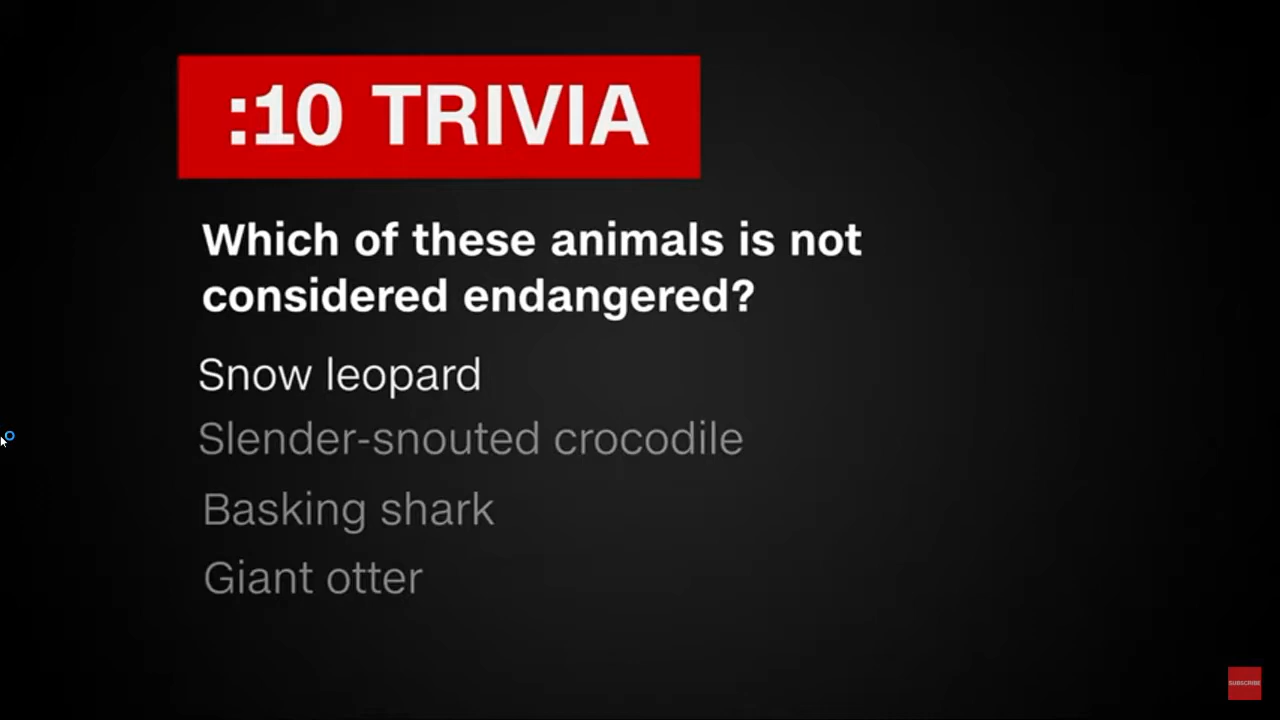 :10 TRIVIA
Which of these animals is not
considered endangered?
Snow leopard
Slender-snouted crocodile
Basking shark
Giant otter
SUBSCRIBE